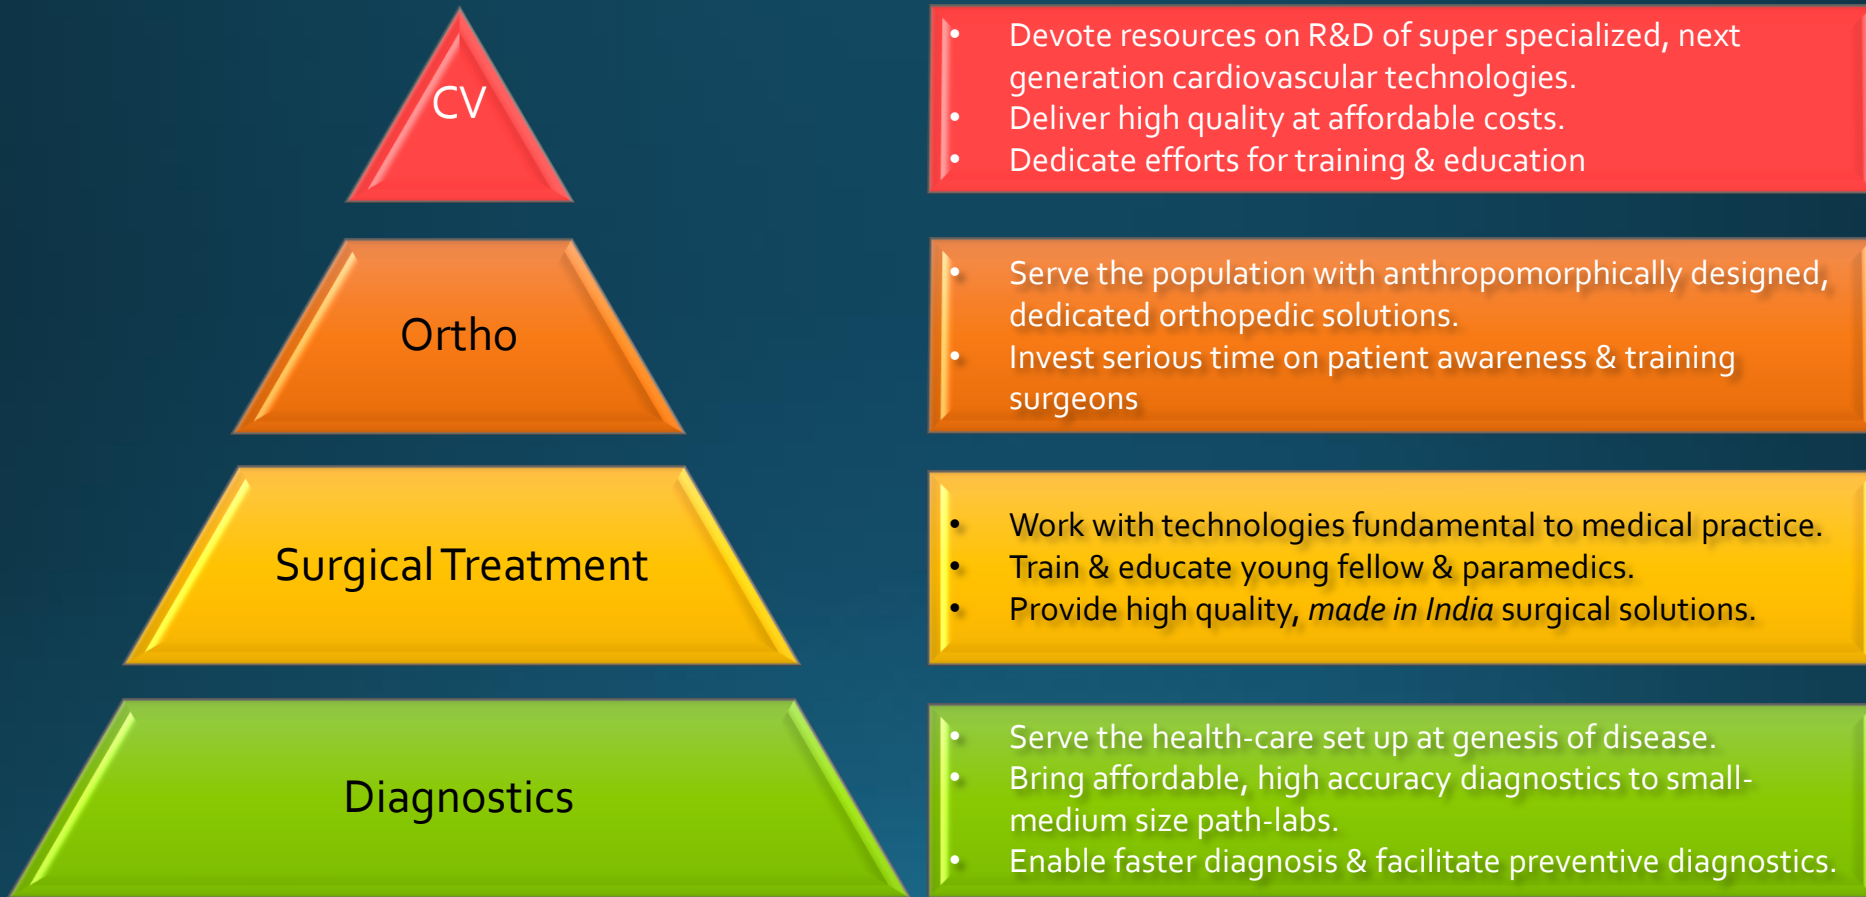 CV
• Devote resources on R&D of super specialized, next
generation cardiovascular technologies.
• Deliver high quality at affordable costs.
• Dedicate efforts for training & education
Ortho
• Serve the population with anthropomorphically designed,
dedicated orthopedic solutions.
• Invest serious time on patient awareness & training
surgeons
Surgical Treatment
• Work with technologies fundamental to medical practice.
• Train & educate young fellow & paramedics.
• Provide high quality, made in India surgical solutions.
Diagnostics
• Serve the health-care set up at genesis of disease.
• Bring affordable, high accuracy diagnostics to small-
medium size path-labs.
• Enable faster diagnosis & facilitate preventive diagnostics.